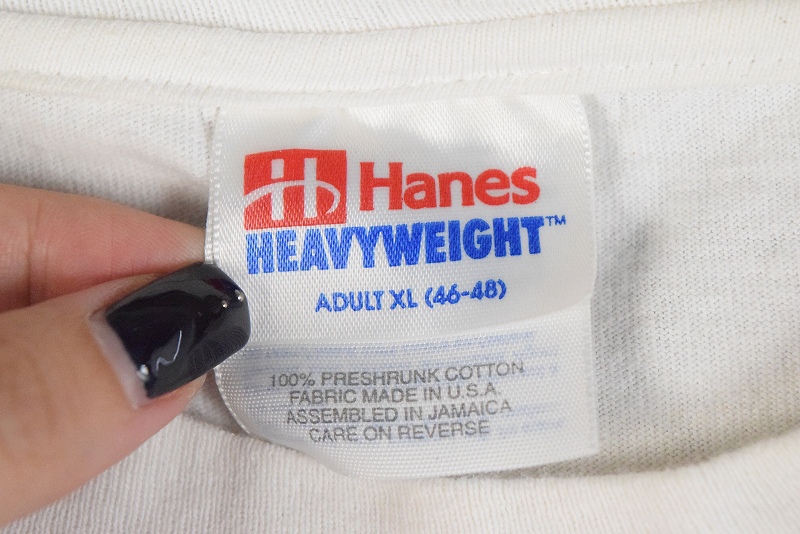 H Hanes
HEAVYWEIGHT™
ADULT XL (46-48)
100% PRESHRUNK COTTON
FABRIC MADE IN U.S.A
ASSEMBLED IN JAMAICA
CARE ON REVERSE